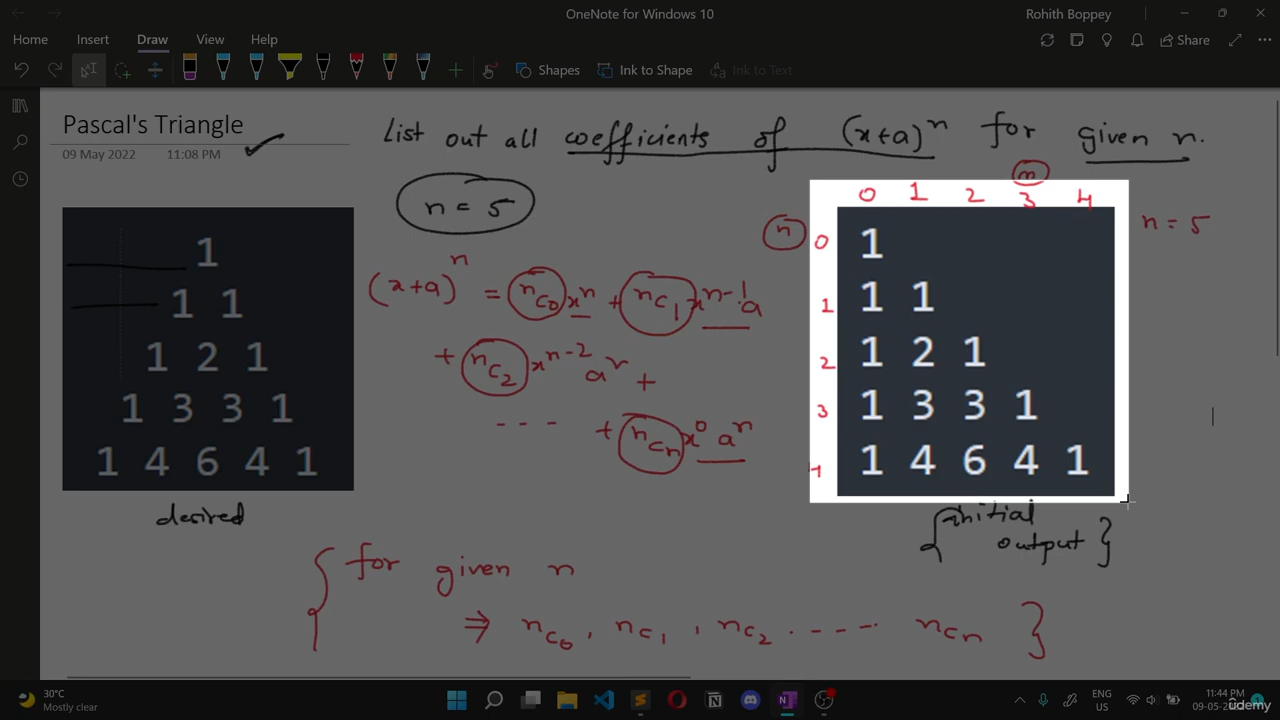 OneNote for Windows 10
Rohith Boppey
Home Insert Draw View Help
Share
Shapes Ink to Shape Ink to Text
Pascal's Triangle
09 May 2022 11:08 PM
List out all coefficients of (x+a)^n for given n.
n = 5
1
1 1
1 2 1
1 3 3 1
1 4 6 4 1
desired
(x+a)^n = nC0 x^n + nC1 x^n-1 a
+ nC2 x^n-2 a^2 +
--- + nCn x^0 a^n
m
0 1 2 3 4
n
n = 5
0 1
1 1 1
2 1 2 1
3 1 3 3 1
4 1 4 6 4 1
{initial
output}
{ for given n
⇒ nC0, nC1, nC2 ..---.. nCn }
30°C
Mostly clear
ENG
US
11:44 PM
09-05-2022
ûdemy